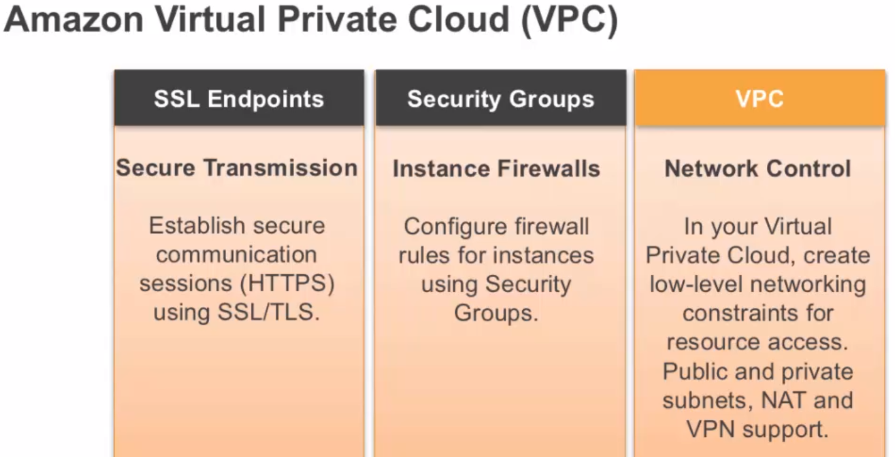 Amazon Virtual Private Cloud (VPC)
SSL Endpoints
Secure Transmission
Establish secure
communication
sessions (HTTPS)
using SSL/TLS.
Security Groups
Instance Firewalls
Configure firewall
rules for instances
using Security
Groups.
VPC
Network Control
In your Virtual
Private Cloud, create
low-level networking
constraints for
resource access.
Public and private
subnets, NAT and
VPN support.